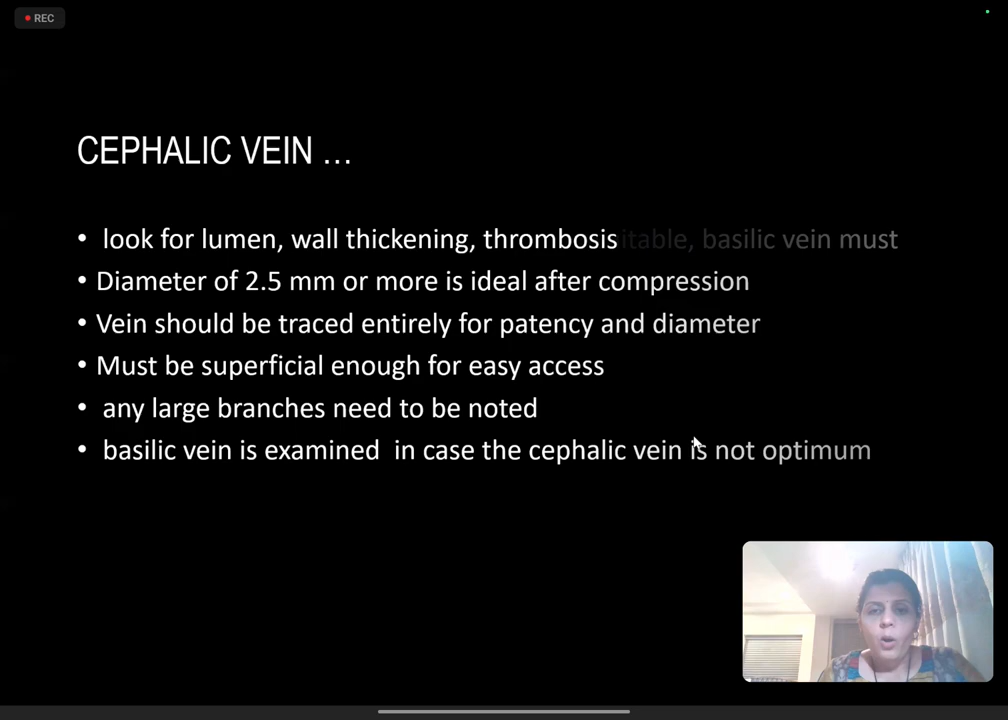 REC
CEPHALIC VEIN ...
• look for lumen, wall thickening, thrombosis itable, basilic vein must
• Diameter of 2.5 mm or more is ideal after compression
• Vein should be traced entirely for patency and diameter
• Must be superficial enough for easy access
• any large branches need to be noted
• basilic vein is examined in case the cephalic vein is not optimum